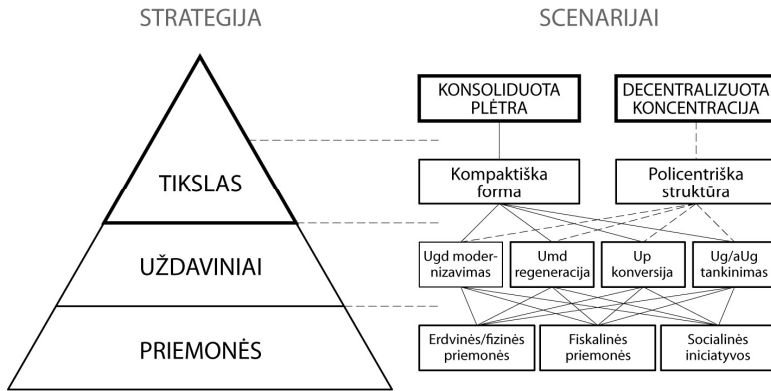 STRATEGIJA
SCENARIJAI
TIKSLAS
UŽDAVINIAI
PRIEMONĖS
KONSOLIDUOTA
PLĖTRA
DECENTRALIZUOTA
KONCENTRACIJA
Kompaktiška
forma
Policentriška
struktūra
Ugd moder-
nizavimas
Umd
regeneracija
Up
konversija
Ug/aUg
tankinimas
Erdvinės/fizinės
priemonės
Fiskalinės
priemonės
Socialinės
iniciatyvos